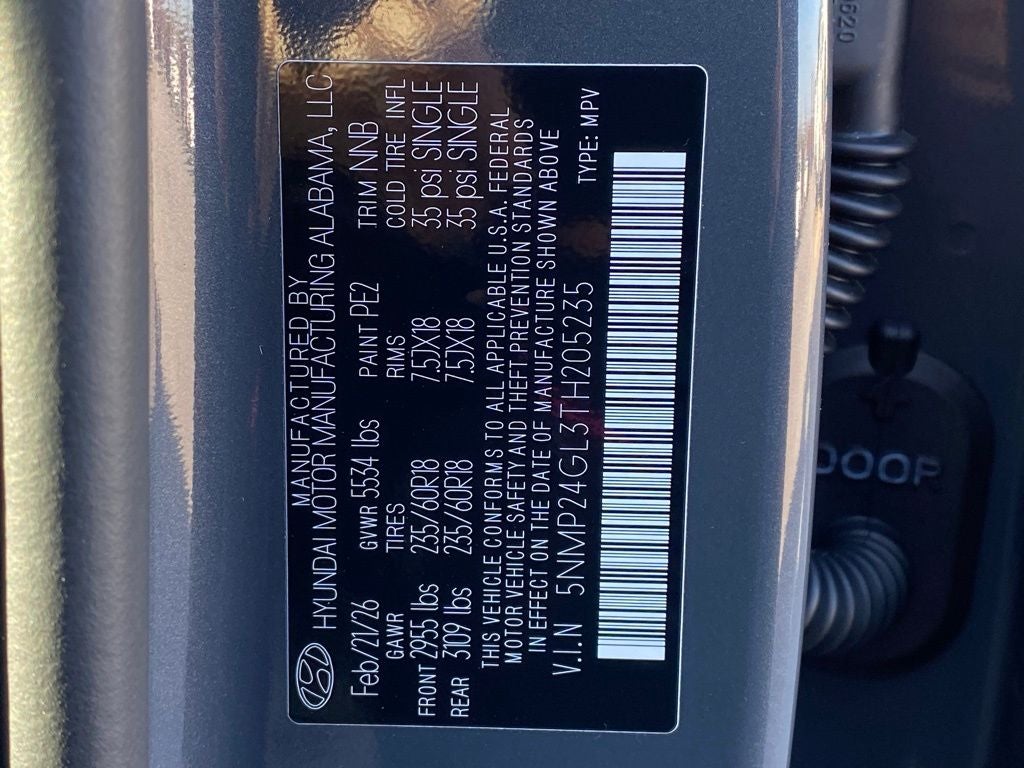 MANUFACTURED BY
HYUNDAI MOTOR MANUFACTURING ALABAMA, LLC
Feb/21/26 GVWR 5534 lbs PAINT PE2 TRIM NNB
GAWR TIRES RIMS COLD TIRE INFL
FRONT 2955 lbs 235/60R18 7.5JX18 35 psi SINGLE
REAR 3109 lbs 235/60R18 7.5JX18 35 psi SINGLE
THIS VEHICLE CONFORMS TO ALL APPLICABLE U.S.A. FEDERAL
MOTOR VEHICLE SAFETY AND THEFT PREVENTION STANDARDS
IN EFFECT ON THE DATE OF MANUFACTURE SHOWN ABOVE
V.I.N 5NMP24GL3TH205235 TYPE: MPV